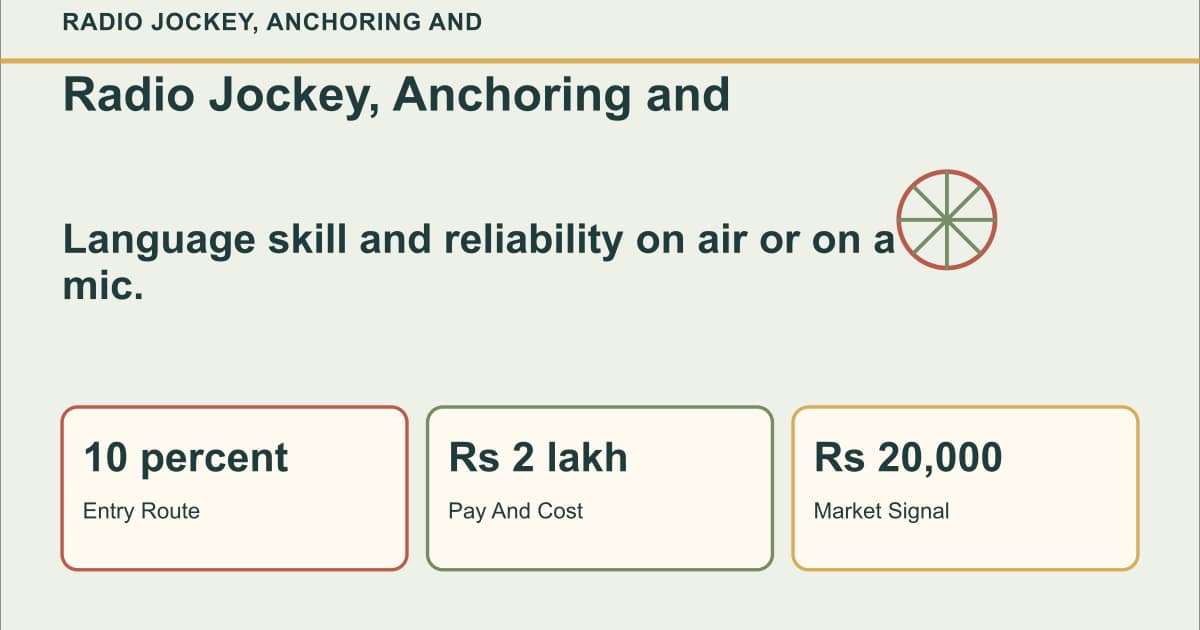 RADIO JOCKEY, ANCHORING AND
Radio Jockey, Anchoring and
Language skill and reliability on air or on a
mic.
10 percent
Entry Route
Rs 2 lakh
Pay And Cost
Rs 20,000
Market Signal